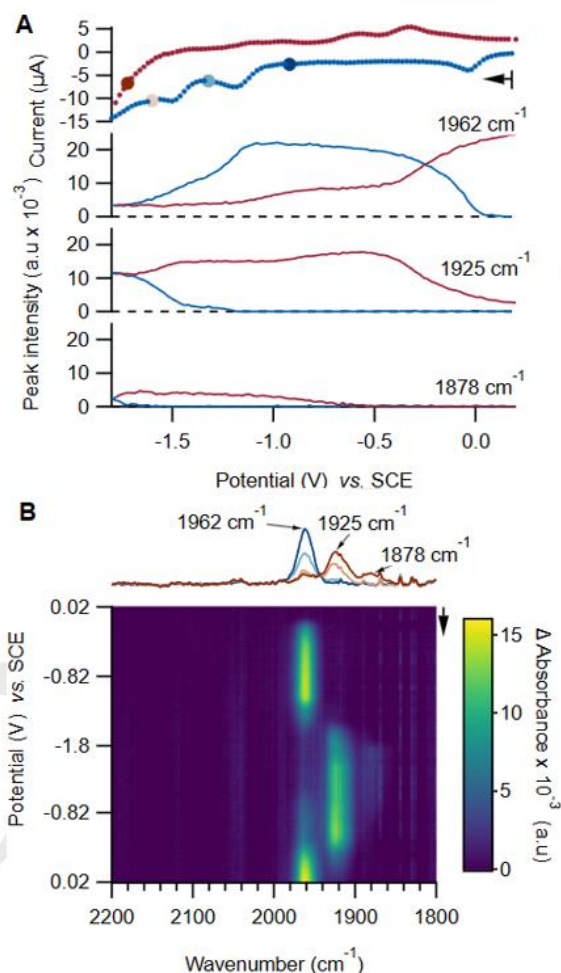 A
Current (µA)
5
0
-5
-10
-15
1962 cm-1
20
10
0
Peak intensity (a.u x 10-3)
1925 cm-1
20
10
0
1878 cm-1
20
10
0
-1.5 -1.0 -0.5 0.0
Potential (V) vs. SCE
B
1962 cm-1
1925 cm-1
1878 cm-1
Potential (V) vs. SCE
0.02
-0.82
-1.8
-0.82
0.02
2200 2100 2000 1900 1800
Wavenumber (cm-1)
15
10
5
0
Δ Absorbance x 10-3 (a.u)